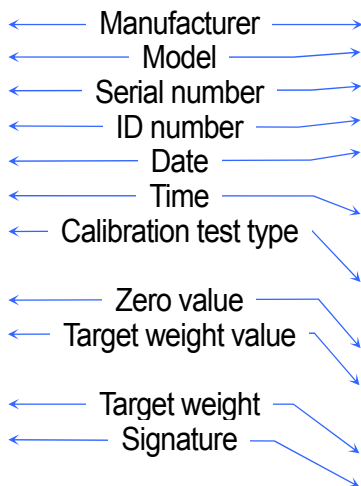 Manufacturer
Model
Serial number
ID number
Date
Time
Calibration test type
Zero value
Target weight value
Target weight
Signature